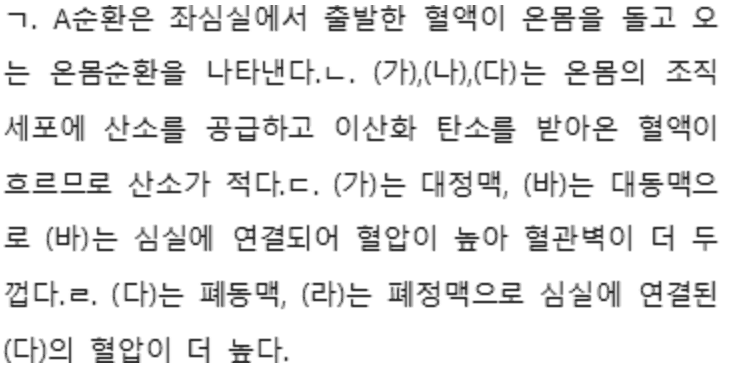 ㄱ. A순환은 좌심실에서 출발한 혈액이 온몸을 돌고 오
는 온몸순환을 나타낸다.ㄴ. (가),(나),(다)는 온몸의 조직
세포에 산소를 공급하고 이산화 탄소를 받아온 혈액이
흐르므로 산소가 적다.ㄷ. (가)는 대정맥, (바)는 대동맥으
로 (바)는 심실에 연결되어 혈압이 높아 혈관벽이 더 두
껍다.ㄹ. (다)는 폐동맥, (라)는 폐정맥으로 심실에 연결된
(다)의 혈압이 더 높다.